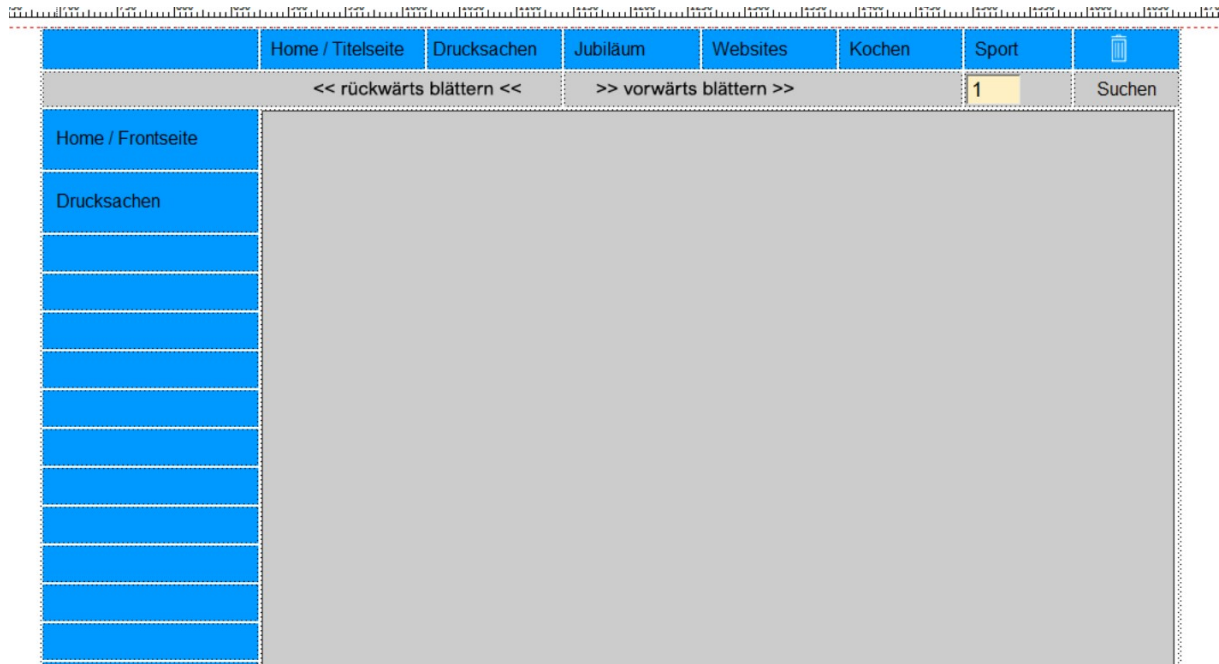 Home / Titelseite Drucksachen Jubiläum Websites Kochen Sport
<< rückwärts blättern << >> vorwärts blättern >> 1 Suchen
Home / Frontseite
Drucksachen